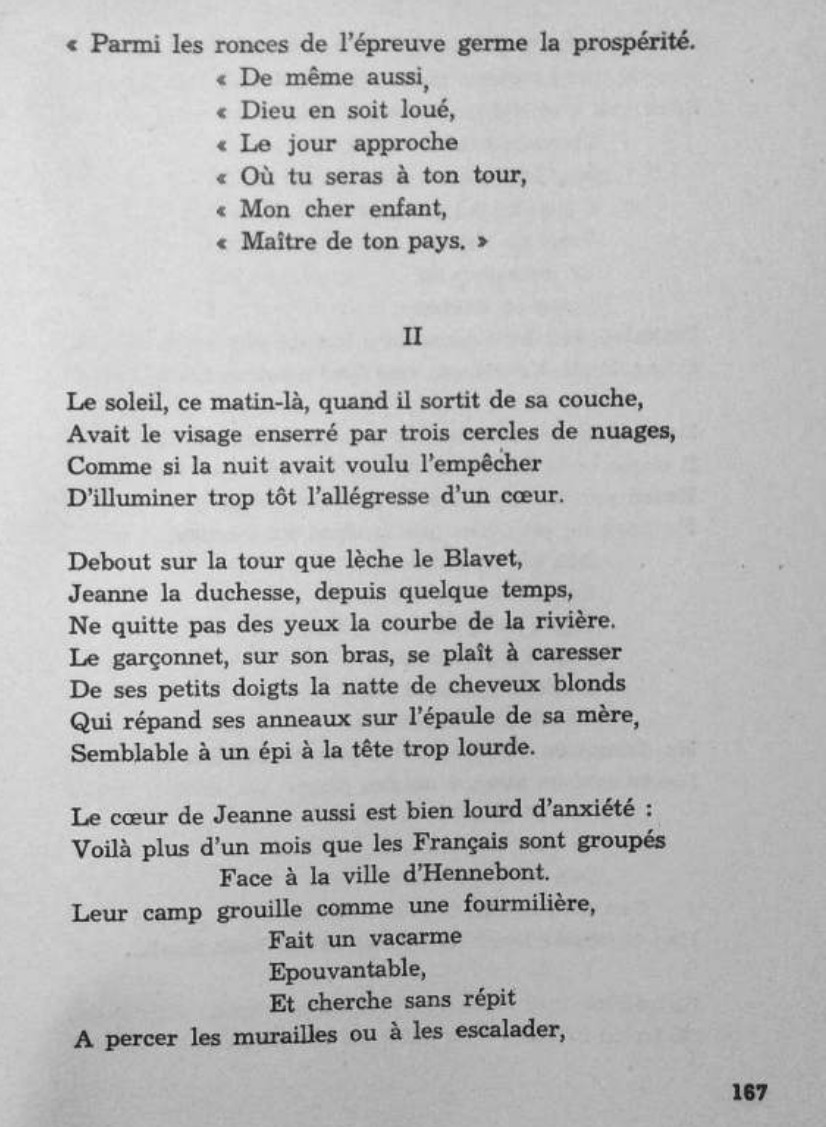 « Parmi les ronces de l'épreuve germe la prospérité.
« De même aussi,
« Dieu en soit loué,
« Le jour approche
« Où tu seras à ton tour,
« Mon cher enfant,
« Maître de ton pays. »
II
Le soleil, ce matin-là, quand il sortit de sa couche,
Avait le visage enserré par trois cercles de nuages,
Comme si la nuit avait voulu l'empêcher
D'illuminer trop tôt l'allégresse d'un cœur.
Debout sur la tour que lèche le Blavet,
Jeanne la duchesse, depuis quelque temps,
Ne quitte pas des yeux la courbe de la rivière.
Le garçonnet, sur son bras, se plaît à caresser
De ses petits doigts la natte de cheveux blonds
Qui répand ses anneaux sur l'épaule de sa mère,
Semblable à un épi à la tête trop lourde.
Le cœur de Jeanne aussi est bien lourd d'anxiété :
Voilà plus d'un mois que les Français sont groupés
Face à la ville d'Hennebont.
Leur camp grouille comme une fourmilière,
Fait un vacarme
Epouvantable,
Et cherche sans répit
A percer les murailles ou à les escalader,
167